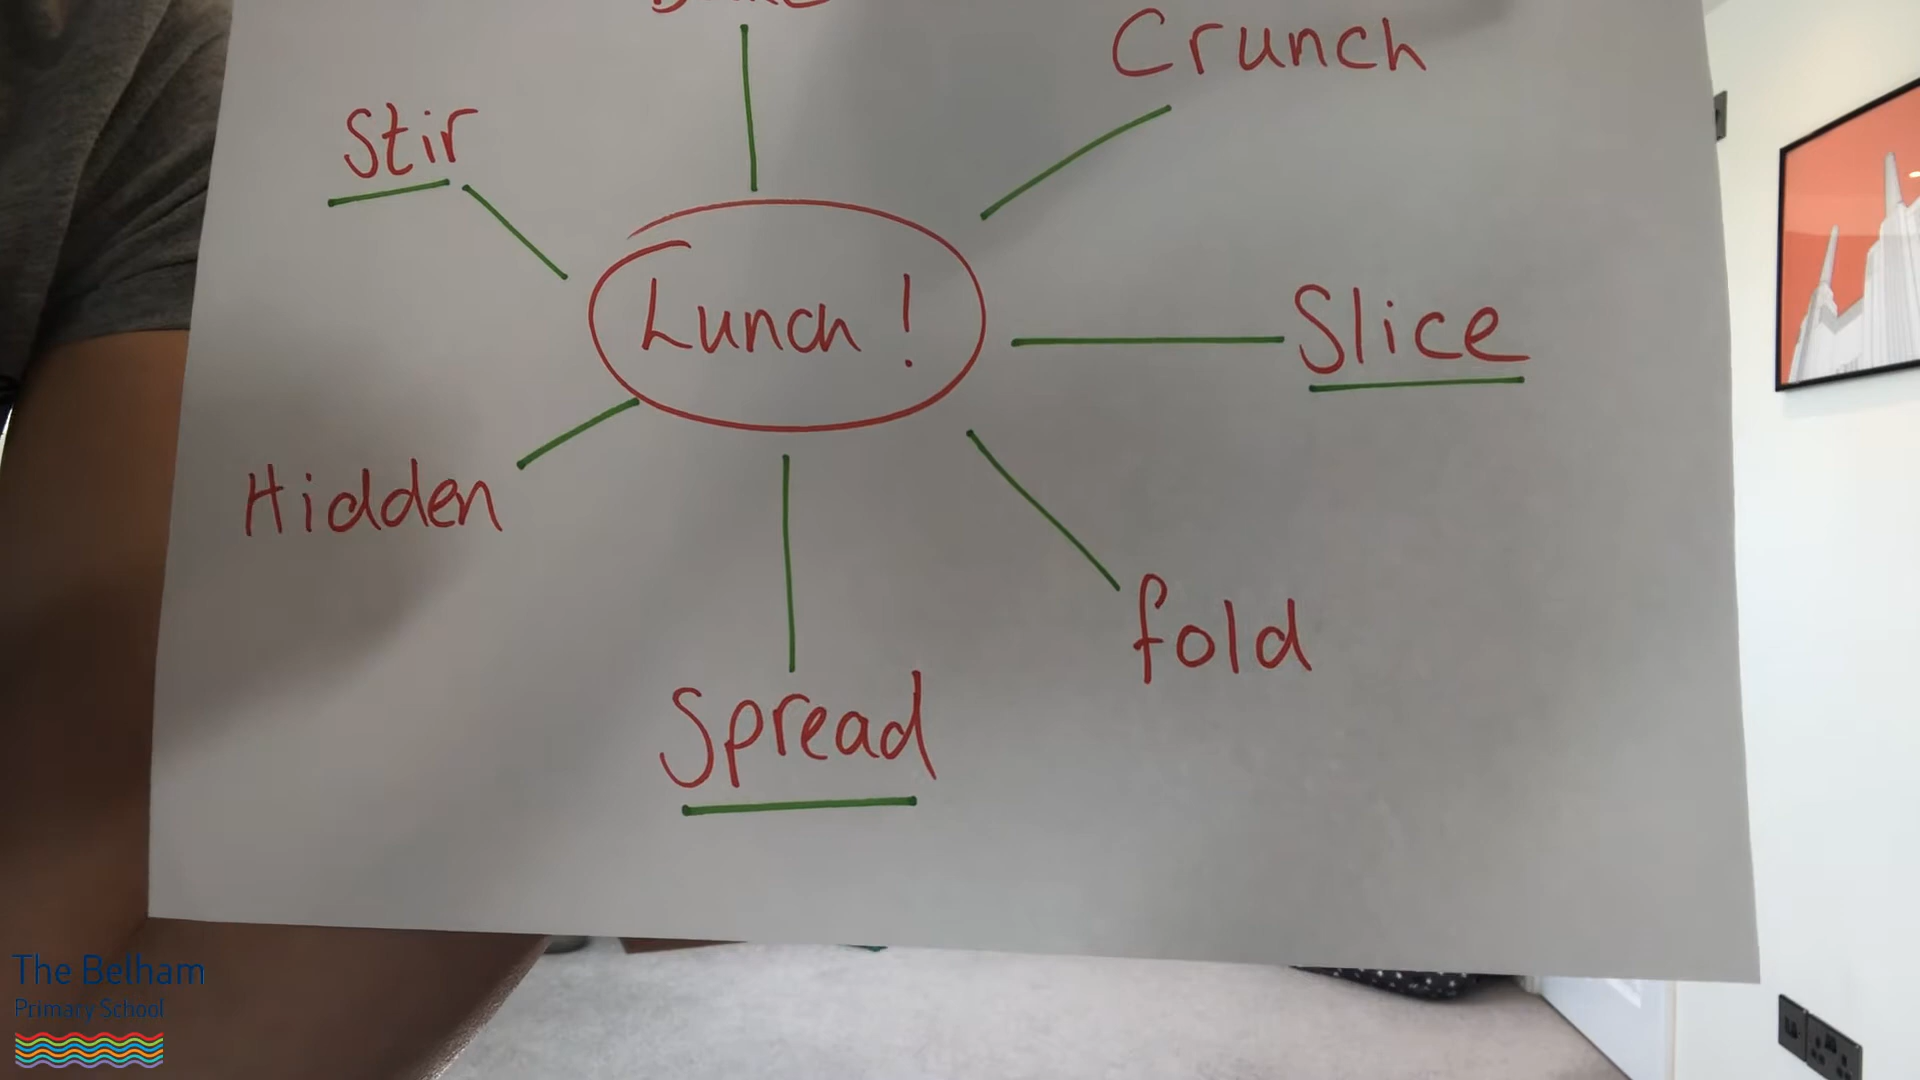 Crunch
Stir
Lunch!
Slice
Hidden
fold
Spread
The Belham
Primary School